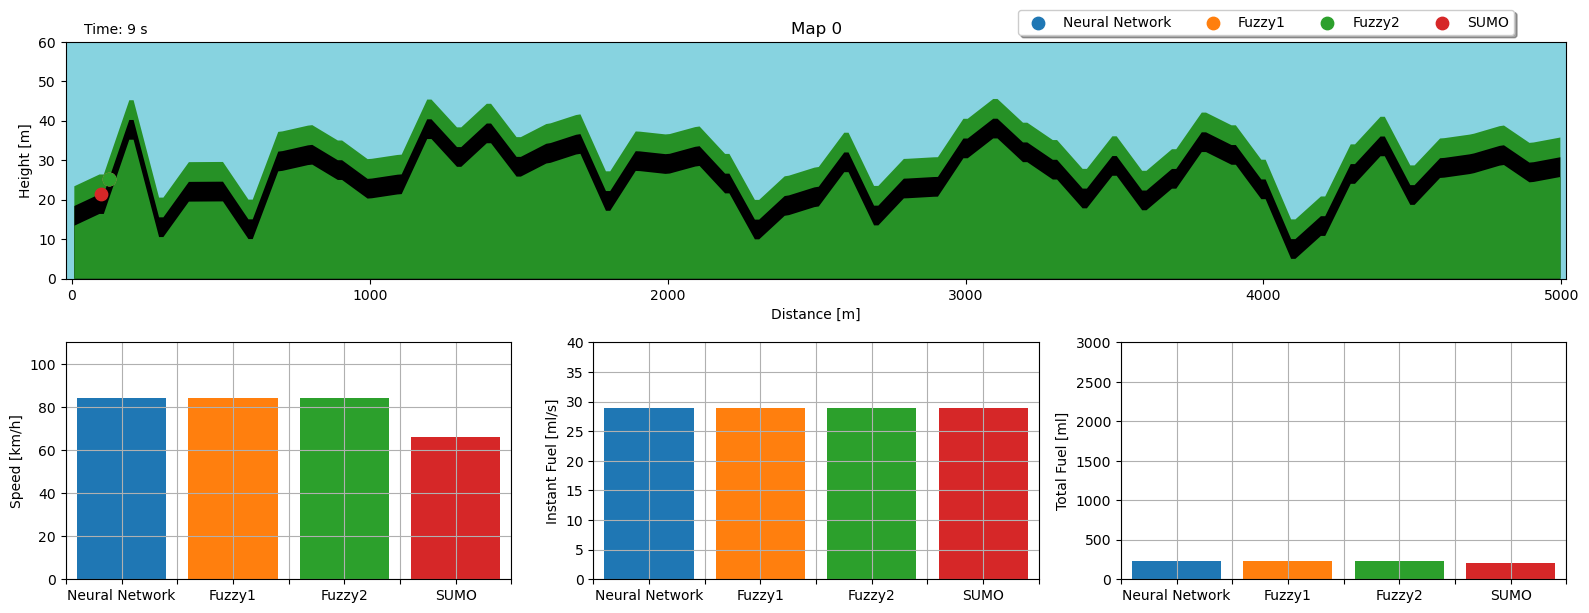 Time: 9 s
Map 0
Neural Network Fuzzy1 Fuzzy2 SUMO
Height [m]
60
50
40
30
20
10
0
0 1000 2000 3000 4000 5000
Distance [m]
Speed [km/h]
100
80
60
40
20
0
Neural Network Fuzzy1 Fuzzy2 SUMO
Instant Fuel [ml/s]
40
35
30
25
20
15
10
5
0
Neural Network Fuzzy1 Fuzzy2 SUMO
Total Fuel [ml]
3000
2500
2000
1500
1000
500
0
Neural Network Fuzzy1 Fuzzy2 SUMO